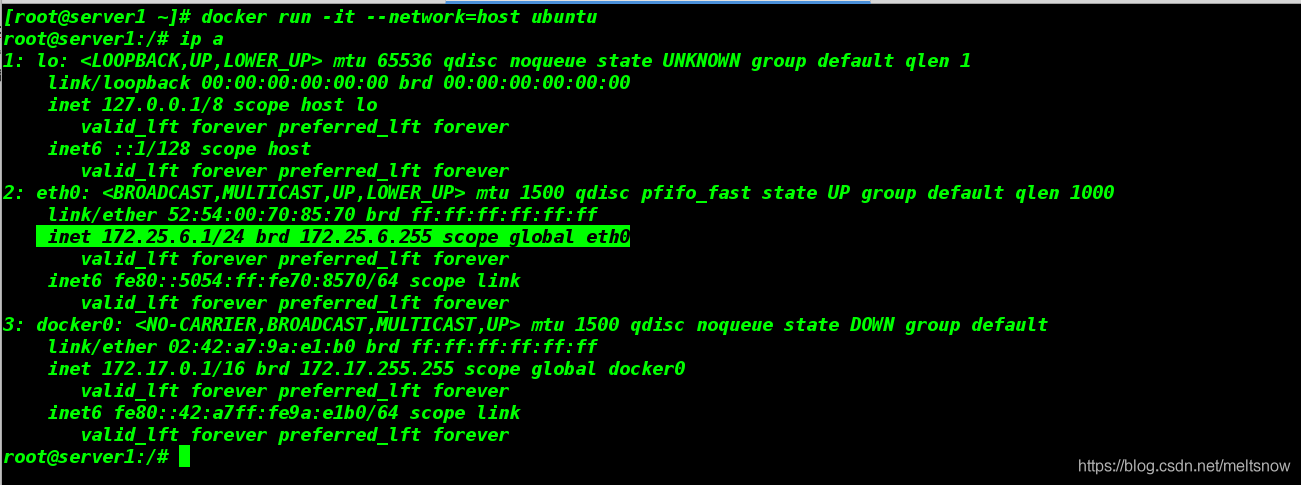 [root@server1 ~]# docker run -it --network=host ubuntu
root@server1:/# ip a
1: lo: <LOOPBACK,UP,LOWER_UP> mtu 65536 qdisc noqueue state UNKNOWN group default qlen 1
link/loopback 00:00:00:00:00:00 brd 00:00:00:00:00:00
inet 127.0.0.1/8 scope host lo
valid_lft forever preferred_lft forever
inet6 ::1/128 scope host
valid_lft forever preferred_lft forever
2: eth0: <BROADCAST,MULTICAST,UP,LOWER_UP> mtu 1500 qdisc pfifo_fast state UP group default qlen 1000
link/ether 52:54:00:70:85:70 brd ff:ff:ff:ff:ff:ff
inet 172.25.6.1/24 brd 172.25.6.255 scope global eth0
valid_lft forever preferred_lft forever
inet6 fe80::5054:ff:fe70:8570/64 scope link
valid_lft forever preferred_lft forever
3: docker0: <NO-CARRIER,BROADCAST,MULTICAST,UP> mtu 1500 qdisc noqueue state DOWN group default
link/ether 02:42:a7:9a:e1:b0 brd ff:ff:ff:ff:ff:ff
inet 172.17.0.1/16 brd 172.17.255.255 scope global docker0
valid_lft forever preferred_lft forever
inet6 fe80::42:a7ff:fe9a:e1b0/64 scope link
valid_lft forever preferred_lft forever
root@server1:/#
https://blog.csdn.net/meltsnow